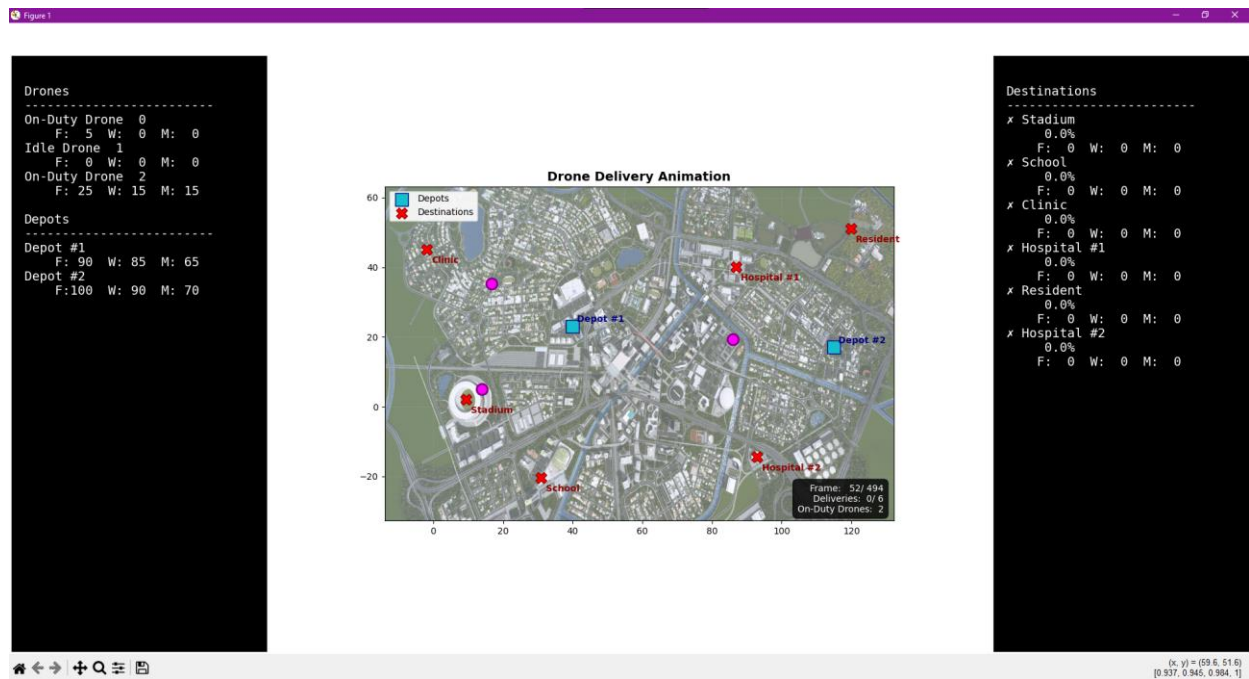 Figure 1
Drones
-------------------------
On-Duty Drone  0
F:  5  W:  0  M:  0
Idle Drone  1
F:  0  W:  0  M:  0
On-Duty Drone  2
F: 25  W: 15  M: 15
Depots
-------------------------
Depot #1
F: 90  W: 85  M: 65
Depot #2
F:100  W: 90  M: 70
Drone Delivery Animation
60
40
20
0
−20
0
20
40
60
80
100
120
Depots
Destinations
Resident
Clinic
Hospital #1
Depot #1
Depot #2
Stadium
Hospital #2
School
Frame:  52/ 494
Deliveries:  0/ 6
On-Duty Drones:  2
Destinations
-------------------------
✗ Stadium
0.0%
F:  0  W:  0  M:  0
✗ School
0.0%
F:  0  W:  0  M:  0
✗ Clinic
0.0%
F:  0  W:  0  M:  0
✗ Hospital #1
0.0%
F:  0  W:  0  M:  0
✗ Resident
0.0%
F:  0  W:  0  M:  0
✗ Hospital #2
0.0%
F:  0  W:  0  M:  0
(x, y) = (59.6, 51.6)
[0.937, 0.945, 0.984, 1]